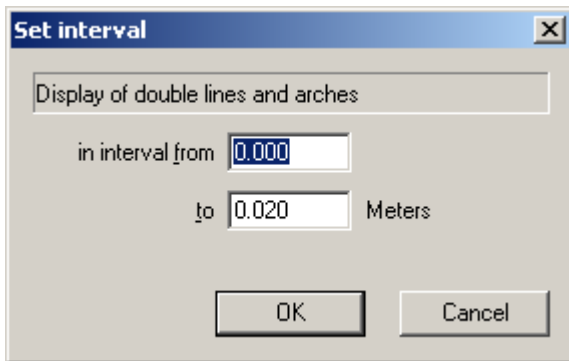 Set interval
Display of double lines and arches
in interval from 0.000
to 0.020 Meters
OK Cancel